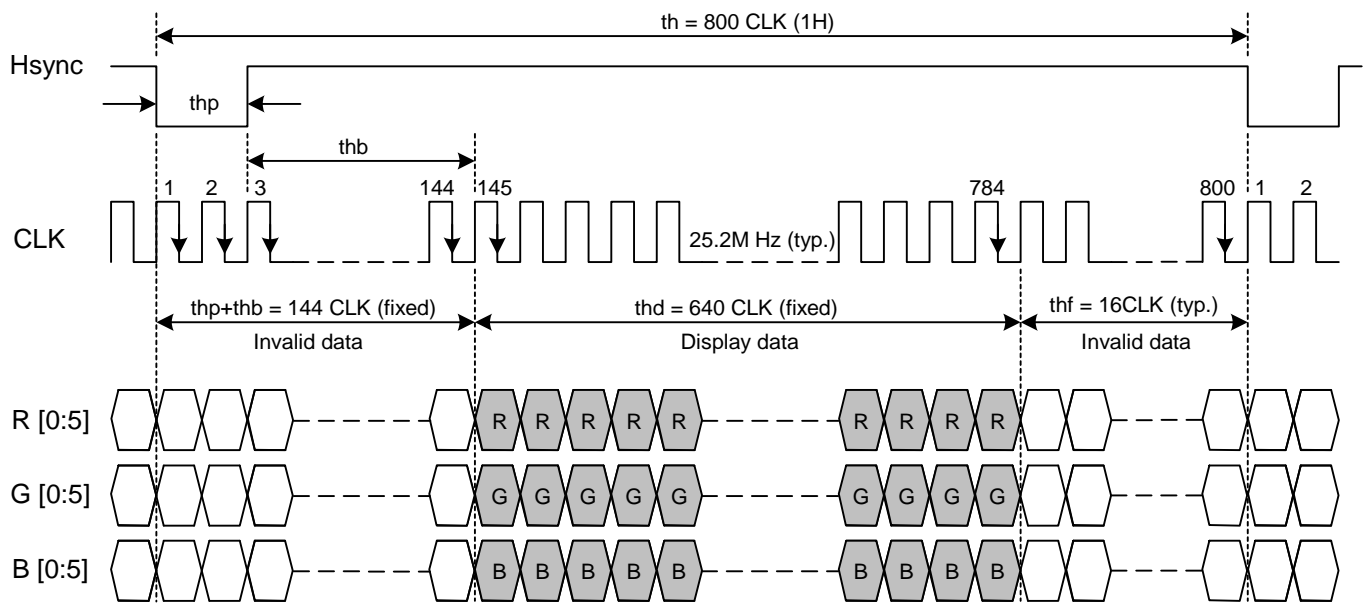 th = 800 CLK (1H)
Hsync
thp
thb
1 2 3 144 145 784 800 1 2
CLK
25.2M Hz (typ.)
thp+thb = 144 CLK (fixed) thd = 640 CLK (fixed) thf = 16CLK (typ.)
Invalid data Display data Invalid data
R [0:5] R R R R R R R R R
G [0:5] G G G G G G G G G
B [0:5] B B B B B B B B B